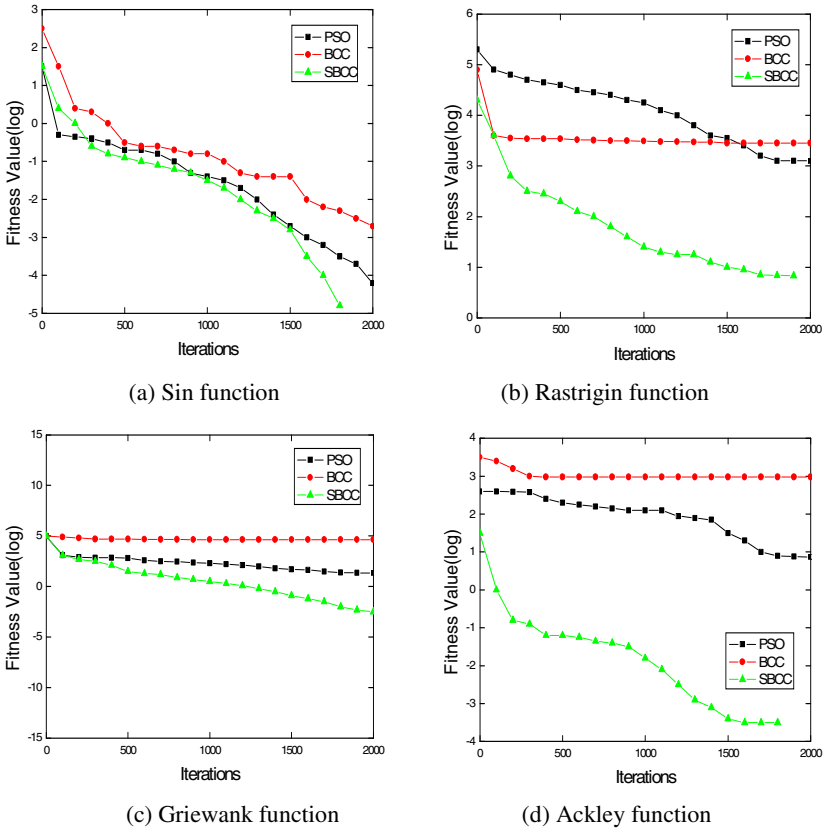 3
2
1
0
-1
-2
-3
-4
-5
0
500
1000
1500
2000
Fitness Value(log)
Iterations
PSO
BCC
SBCC
(a) Sin function
6
5
4
3
2
1
0
0
500
1000
1500
2000
Fitness Value(log)
Iterations
PSO
BCC
SBCC
(b) Rastrigin function
15
10
5
0
-5
-10
-15
0
500
1000
1500
2000
Fitness Value(log)
Iterations
PSO
BCC
SBCC
(c) Griewank function
4
3
2
1
0
-1
-2
-3
-4
0
500
1000
1500
2000
Fitness Value(log)
Iterations
PSO
BCC
SBCC
(d) Ackley function